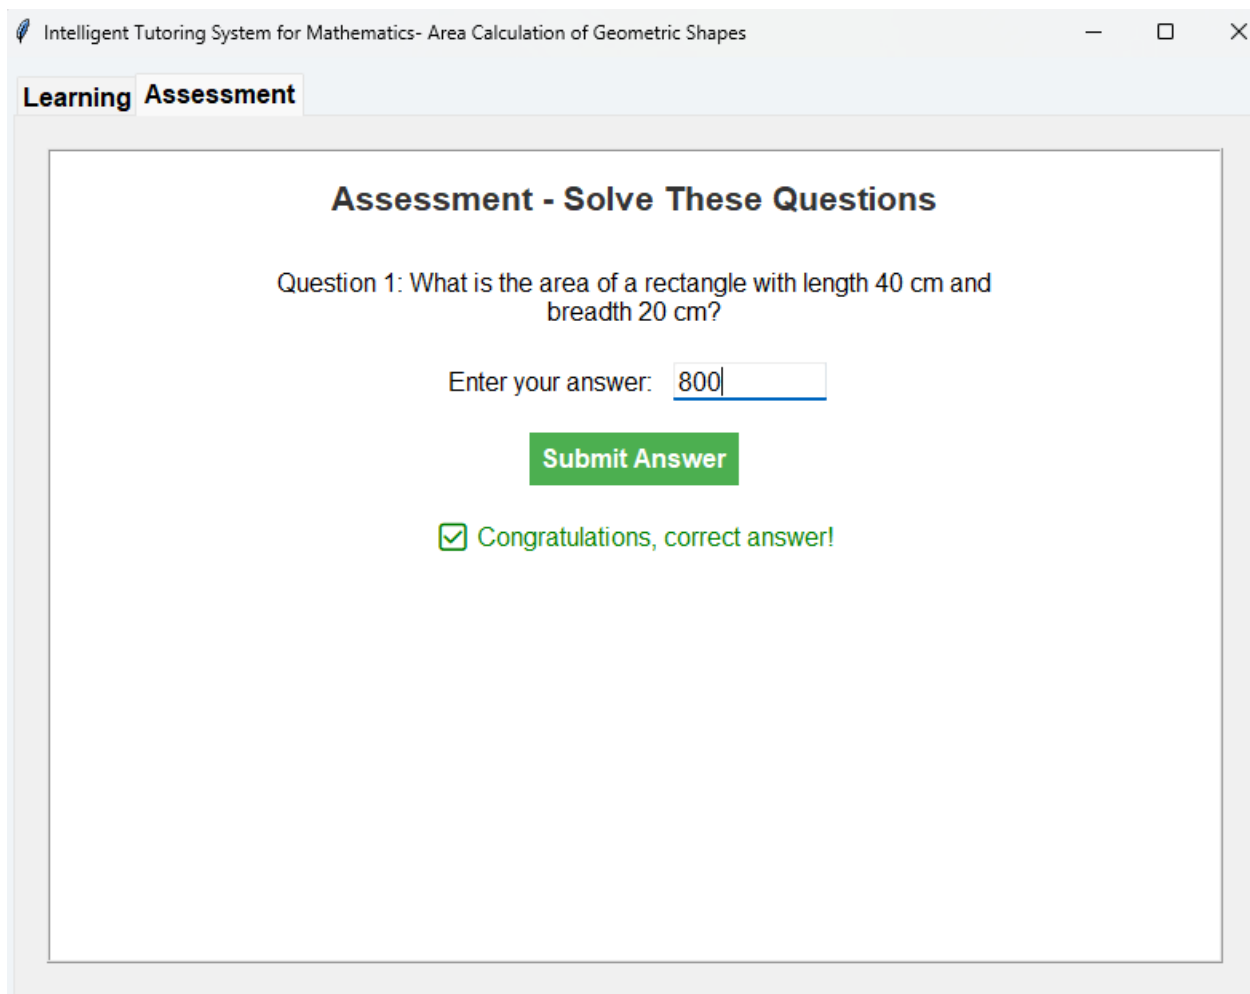 Intelligent Tutoring System for Mathematics- Area Calculation of Geometric Shapes
Learning Assessment
Assessment - Solve These Questions
Question 1: What is the area of a rectangle with length 40 cm and
breadth 20 cm?
Enter your answer: 800
Submit Answer
Congratulations, correct answer!